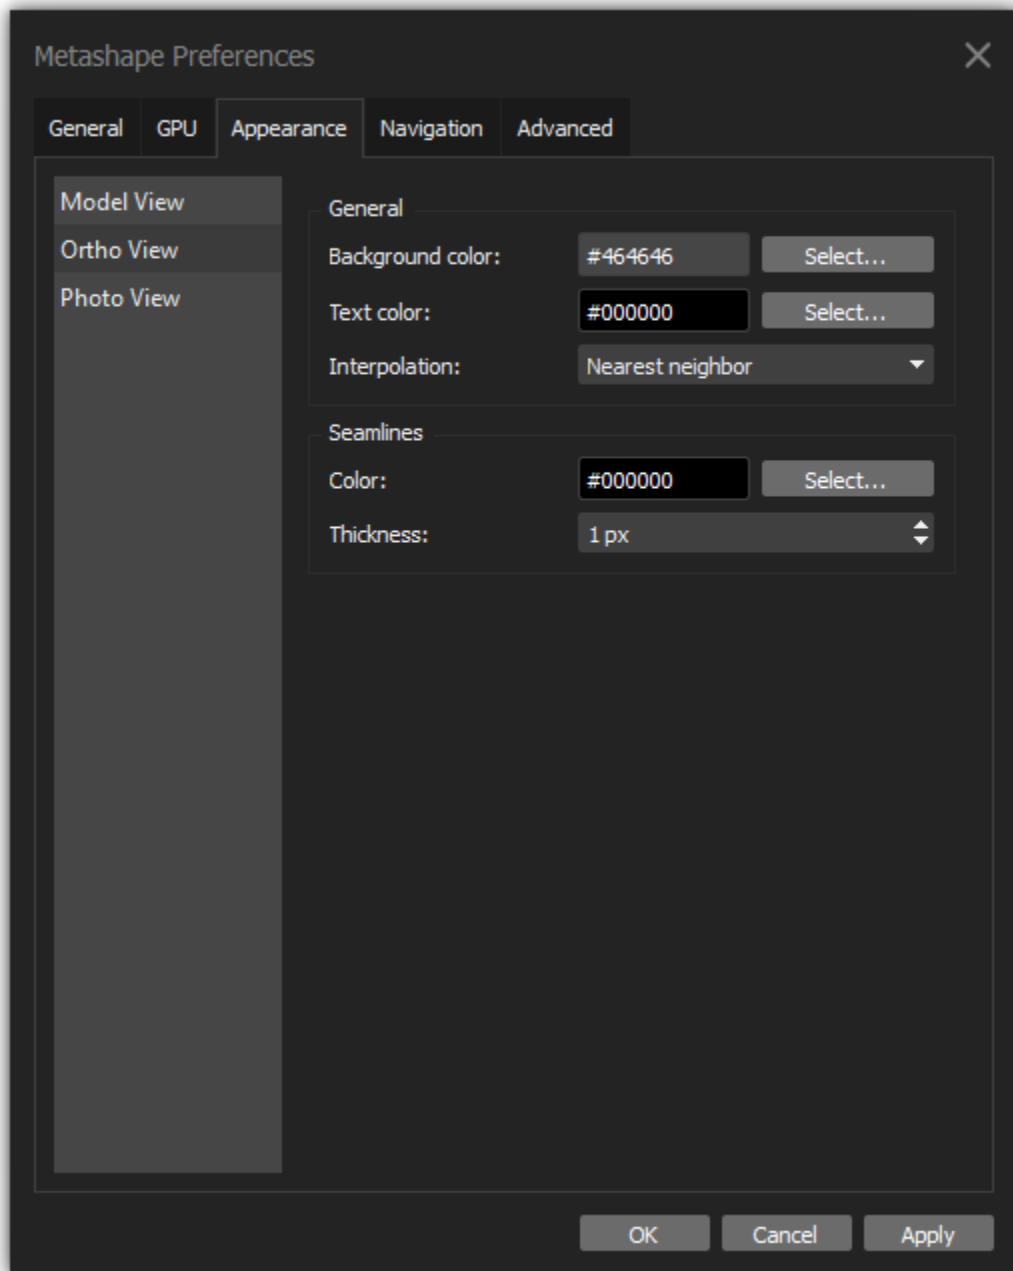 Metashape Preferences
General GPU Appearance Navigation Advanced
Model View
Ortho View
Photo View
General
Background color: #464646 Select...
Text color: #000000 Select...
Interpolation: Nearest neighbor
Seamlines
Color: #000000 Select...
Thickness: 1 px
OK Cancel Apply